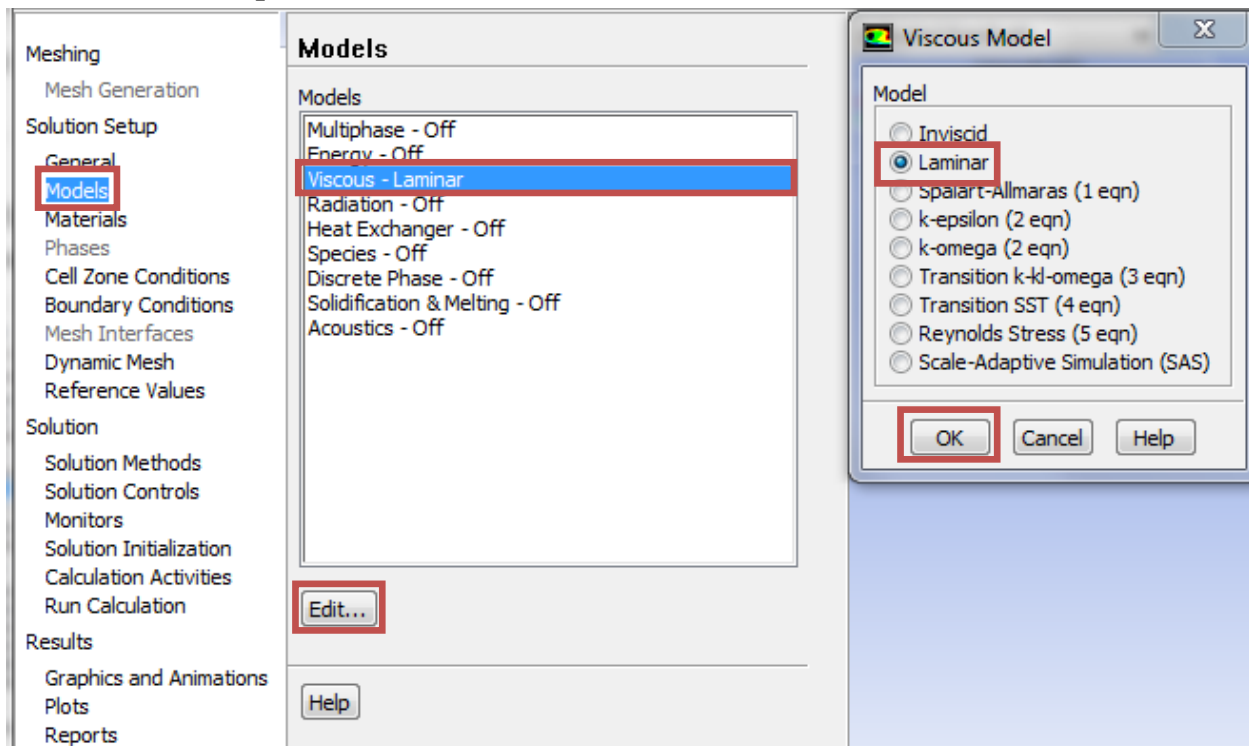 Meshing
Mesh Generation
Solution Setup
General
Models
Materials
Phases
Cell Zone Conditions
Boundary Conditions
Mesh Interfaces
Dynamic Mesh
Reference Values
Solution
Solution Methods
Solution Controls
Monitors
Solution Initialization
Calculation Activities
Run Calculation
Results
Graphics and Animations
Plots
Reports
Models
Models
Multiphase - Off
Energy - Off
Viscous - Laminar
Radiation - Off
Heat Exchanger - Off
Species - Off
Discrete Phase - Off
Solidification & Melting - Off
Acoustics - Off
Edit...
Help
Viscous Model
Model
Inviscid
Laminar
Spalart-Allmaras (1 eqn)
k-epsilon (2 eqn)
k-omega (2 eqn)
Transition k-kl-omega (3 eqn)
Transition SST (4 eqn)
Reynolds Stress (5 eqn)
Scale-Adaptive Simulation (SAS)
OK Cancel Help